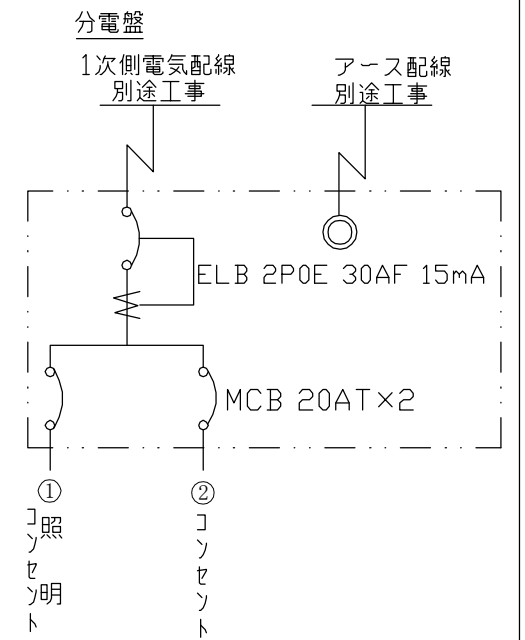 分電盤
1次側電気配線
別途工事
アース配線
別途工事
ELB 2P0E 30AF 15mA
MCB 20AT×2
①
照明
コンセント
②
コンセント